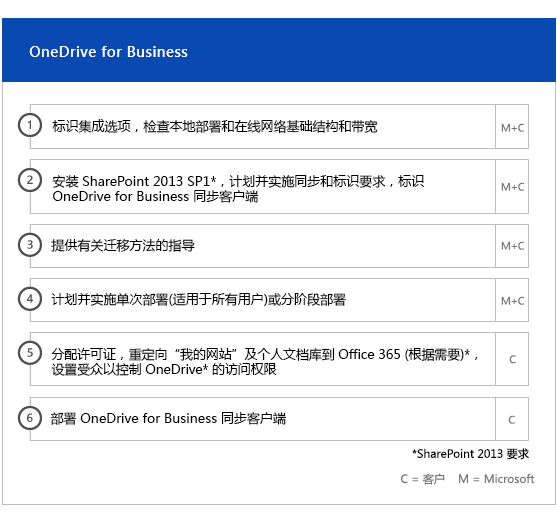 OneDrive for Business
1 标识集成选项，检查本地部署和在线网络基础结构和带宽 M+C
2 安装 SharePoint 2013 SP1*，计划并实施同步和标识要求，标识
OneDrive for Business 同步客户端 M+C
3 提供有关迁移方法的指导 M+C
4 计划并实施单次部署(适用于所有用户)或分阶段部署 M+C
5 分配许可证，重定向“我的网站”及个人文档库到 Office 365 (根据需要)*，
设置受众以控制 OneDrive* 的访问权限 C
6 部署 OneDrive for Business 同步客户端 C
*SharePoint 2013 要求
C = 客户 M = Microsoft